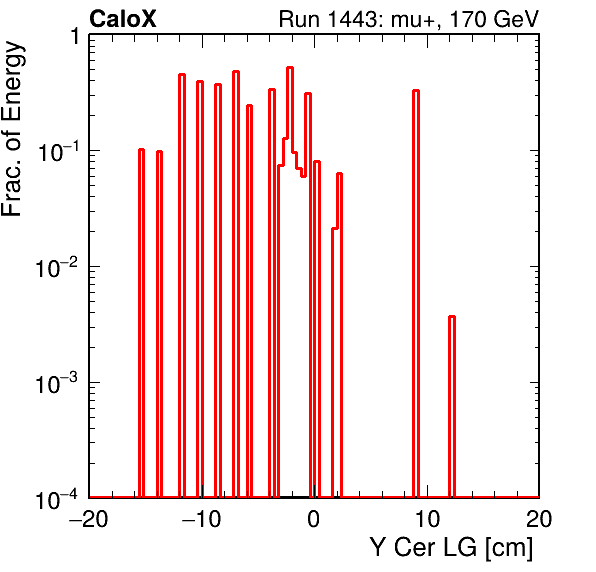 CaloX Run 1443: mu+, 170 GeV
Frac. of Energy
1
10⁻¹
10⁻²
10⁻³
10⁻⁴
−20 −10 0 10 20
Y Cer LG [cm]